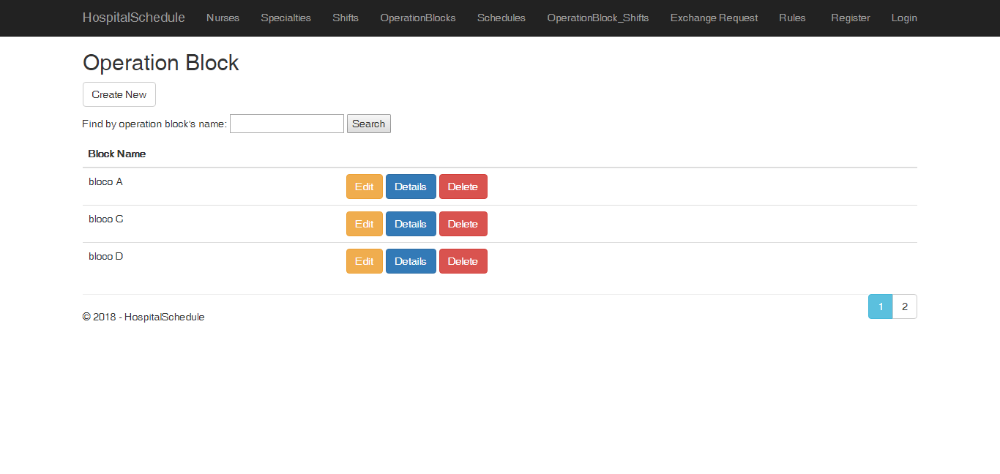 HospitalSchedule Nurses Specialties Shifts OperationBlocks Schedules OperationBlock_Shifts Exchange Request Rules Register Login
Operation Block
Create New
Find by operation block's name: Search
Block Name
bloco A Edit Details Delete
bloco C Edit Details Delete
bloco D Edit Details Delete
1 2
© 2018 - HospitalSchedule